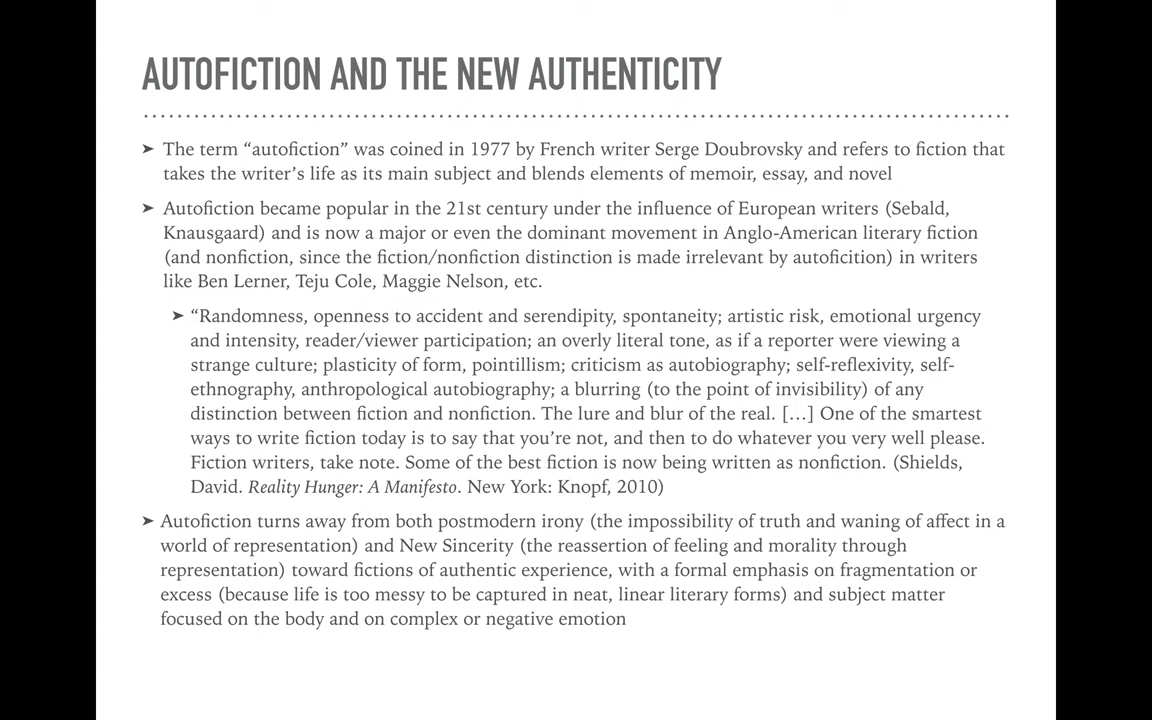 AUTOFICTION AND THE NEW AUTHENTICITY
➤ The term “autofiction” was coined in 1977 by French writer Serge Doubrovsky and refers to fiction that
takes the writer’s life as its main subject and blends elements of memoir, essay, and novel
➤ Autofiction became popular in the 21st century under the influence of European writers (Sebald,
Knausgaard) and is now a major or even the dominant movement in Anglo-American literary fiction
(and nonfiction, since the fiction/nonfiction distinction is made irrelevant by autoficition) in writers
like Ben Lerner, Teju Cole, Maggie Nelson, etc.
➤ “Randomness, openness to accident and serendipity, spontaneity; artistic risk, emotional urgency
and intensity, reader/viewer participation; an overly literal tone, as if a reporter were viewing a
strange culture; plasticity of form, pointillism; criticism as autobiography; self-reflexivity, self-
ethnography, anthropological autobiography; a blurring (to the point of invisibility) of any
distinction between fiction and nonfiction. The lure and blur of the real. […] One of the smartest
ways to write fiction today is to say that you’re not, and then to do whatever you very well please.
Fiction writers, take note. Some of the best fiction is now being written as nonfiction. (Shields,
David. Reality Hunger: A Manifesto. New York: Knopf, 2010)
➤ Autofiction turns away from both postmodern irony (the impossibility of truth and waning of affect in a
world of representation) and New Sincerity (the reassertion of feeling and morality through
representation) toward fictions of authentic experience, with a formal emphasis on fragmentation or
excess (because life is too messy to be captured in neat, linear literary forms) and subject matter
focused on the body and on complex or negative emotion